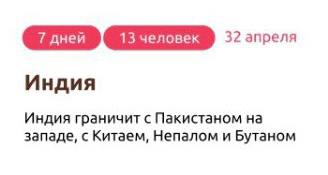 7 дней 13 человек 32 апреля
Индия
Индия граничит с Пакистаном на
западе, с Китаем, Непалом и Бутаном